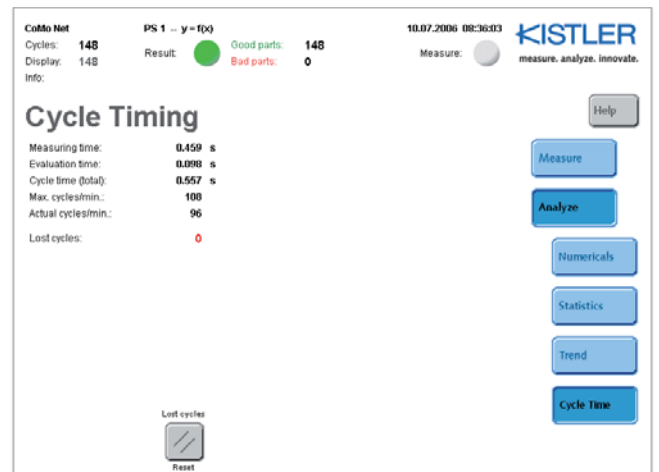 CoMo Net PS 1 -- y = f(x) 10.07.2006 08:36:03 KISTLER
Cycles: 148 Result: Good parts: 148 Measure: measure. analyze. innovate.
Display: 148 Bad parts: 0
Info:
Help
Cycle Timing
Measuring time: 0.459 s
Evaluation time: 0.098 s
Cycle time (total): 0.557 s
Max. cycles/min.: 108
Actual cycles/min.: 96
Lost cycles: 0
Measure
Analyze
Numericals
Statistics
Trend
Cycle Time
Lost cycles
Reset